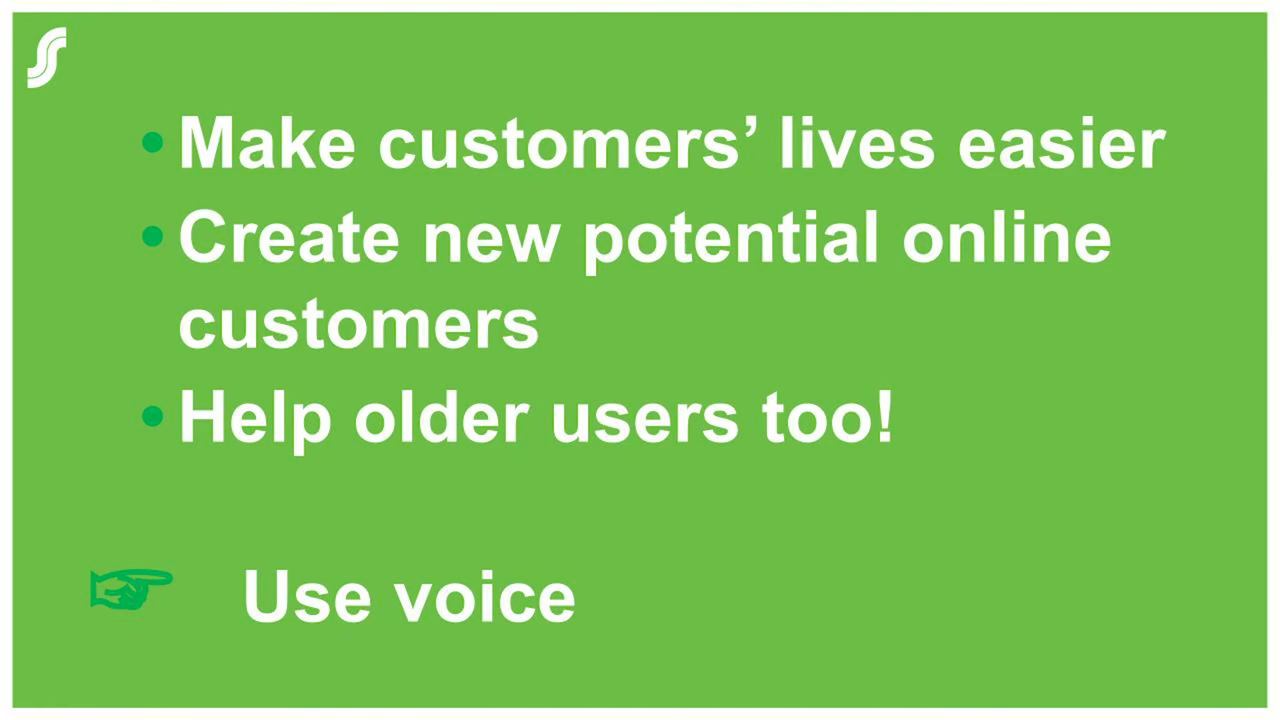 • Make customers’ lives easier
• Create new potential online
customers
• Help older users too!
☞ Use voice